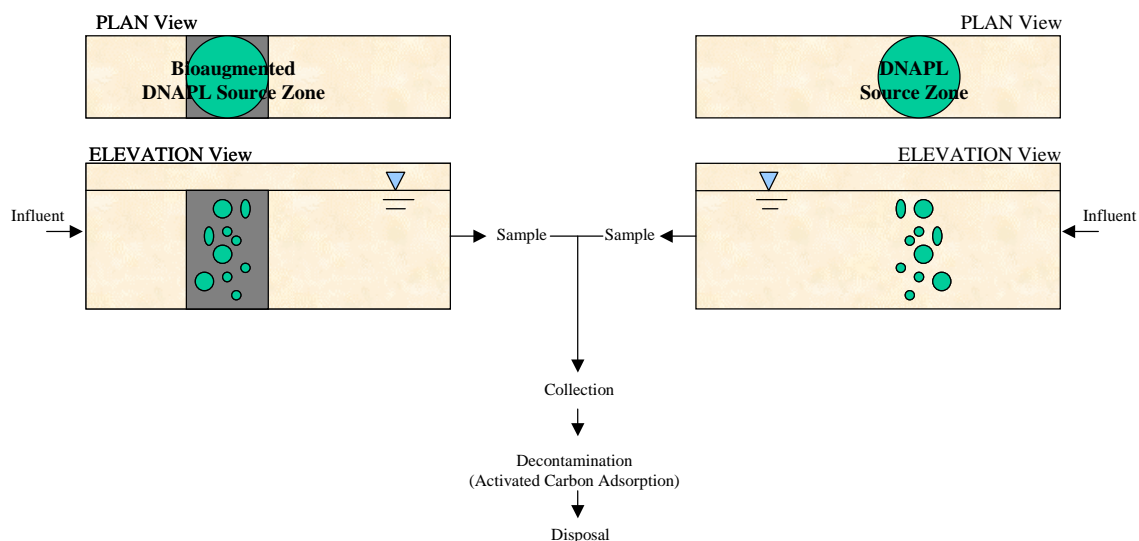 PLAN View
PLAN View
Bioaugmented
DNAPL Source Zone
DNAPL
Source Zone
ELEVATION View
ELEVATION View
Influent
Sample
Sample
Influent
Collection
Decontamination
(Activated Carbon Adsorption)
Disposal